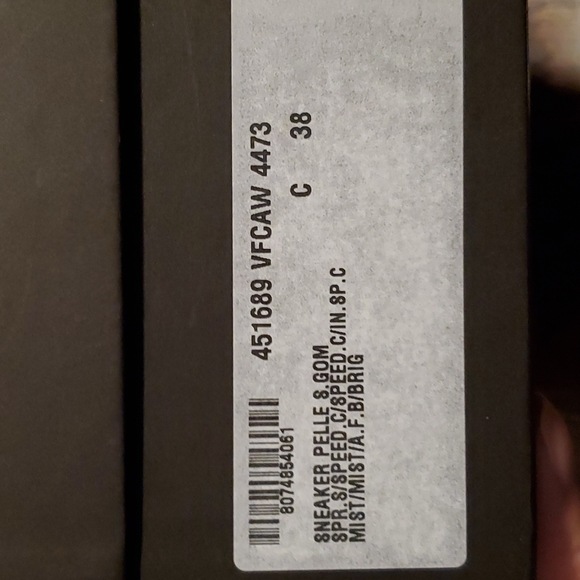 451689 VFCAW 4473
C 38
8074854061
SNEAKER PELLE S.GOM
SPR.S/SPEED.C/SPEED.C/IN.SP.C
MIST/MIST/A.F.B/BRIG